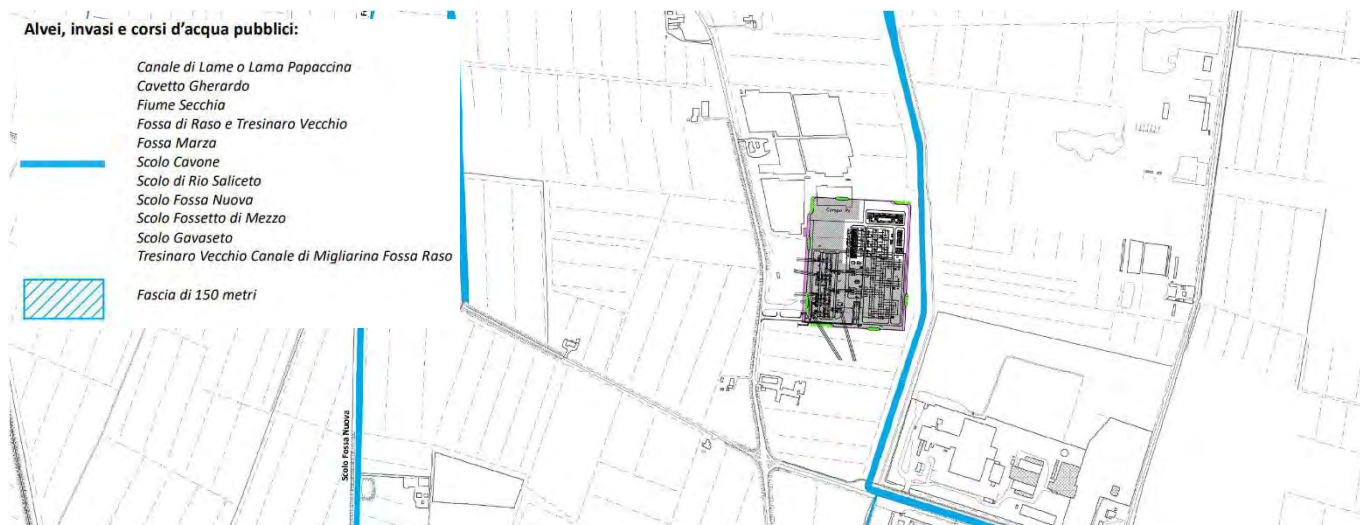 Alvei, invasi e corsi d'acqua pubblici:
Canale di Lame o Lama Papaccina
Cavetto Gherardo
Fiume Secchia
Fossa di Raso e Tresinaro Vecchio
Fossa Marza
Scolo Cavone
Scolo di Rio Saliceto
Scolo Fossa Nuova
Scolo Fossetto di Mezzo
Scolo Gavaseto
Tresinaro Vecchio Canale di Migliarina Fossa Raso
Fascia di 150 metri
Scolo Fossa Nuova